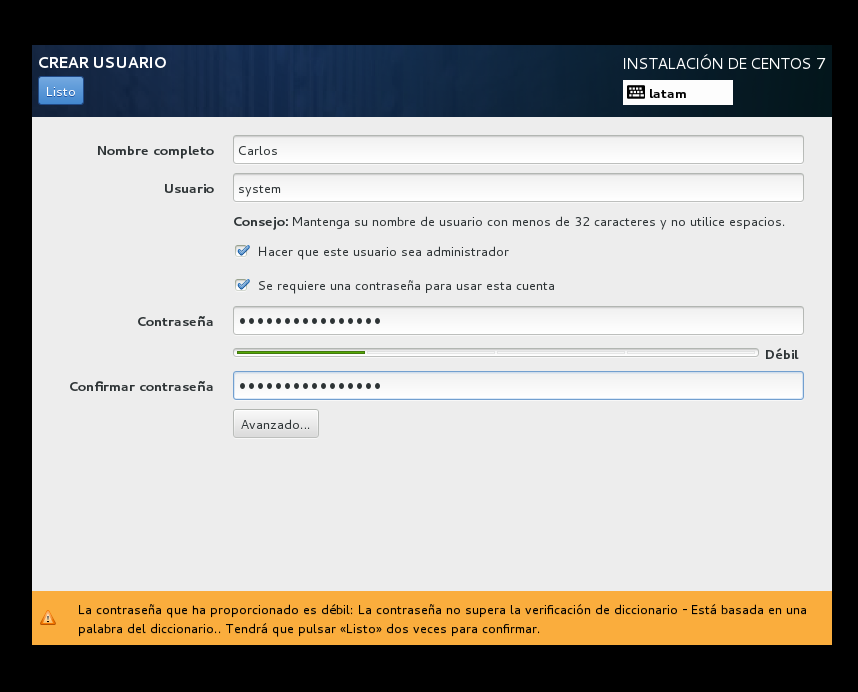 CREAR USUARIO
INSTALACIÓN DE CENTOS 7
Listo
latam
Nombre completo
Carlos
Usuario
system
Consejo: Mantenga su nombre de usuario con menos de 32 caracteres y no utilice espacios.
Hacer que este usuario sea administrador
Se requiere una contraseña para usar esta cuenta
Contraseña
••••••••••••••••
Débil
Confirmar contraseña
••••••••••••••••
Avanzado...
La contraseña que ha proporcionado es débil: La contraseña no supera la verificación de diccionario - Está basada en una
palabra del diccionario.. Tendrá que pulsar «Listo» dos veces para confirmar.